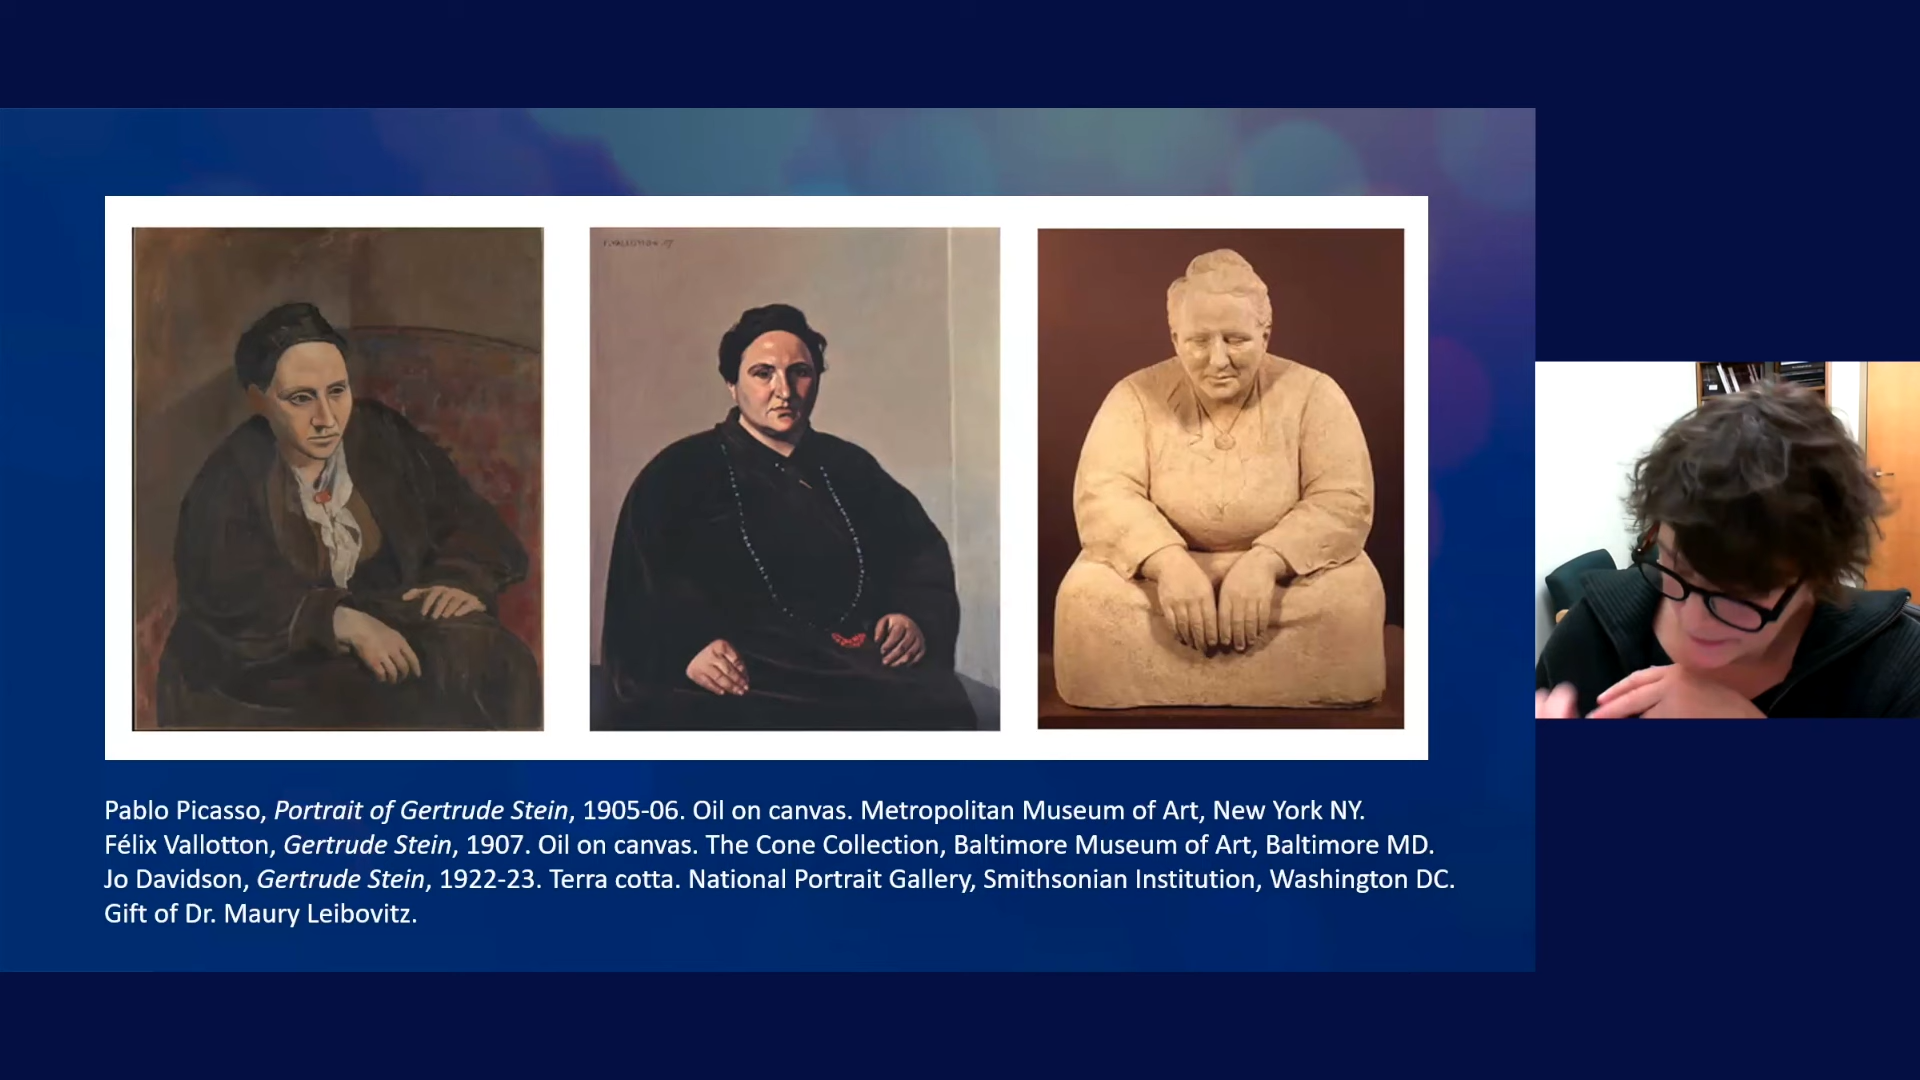 F. VALLOTTON. 07
Pablo Picasso, Portrait of Gertrude Stein, 1905-06. Oil on canvas. Metropolitan Museum of Art, New York NY.
Félix Vallotton, Gertrude Stein, 1907. Oil on canvas. The Cone Collection, Baltimore Museum of Art, Baltimore MD.
Jo Davidson, Gertrude Stein, 1922-23. Terra cotta. National Portrait Gallery, Smithsonian Institution, Washington DC.
Gift of Dr. Maury Leibovitz.